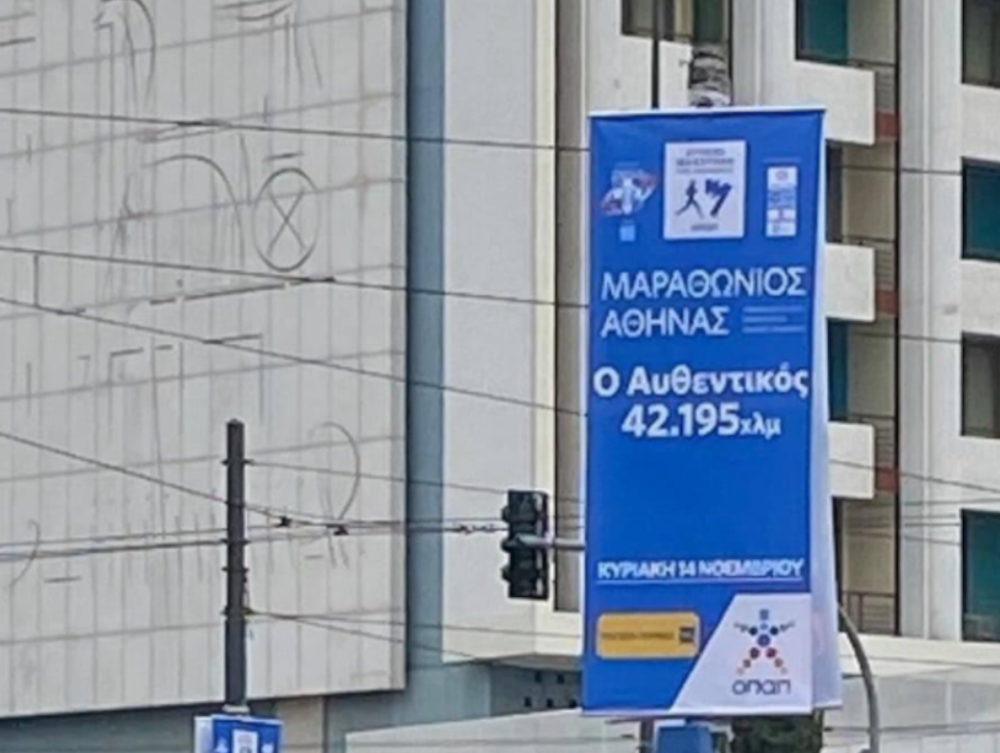 ΜΑΡΑΘΩΝΙΟΣ
ΑΘΗΝΑΣ
Ο Αυθεντικός
42.195χλμ
ΚΥΡΙΑΚΗ 14 ΝΟΕΜΒΡΙΟΥ
οπαπ